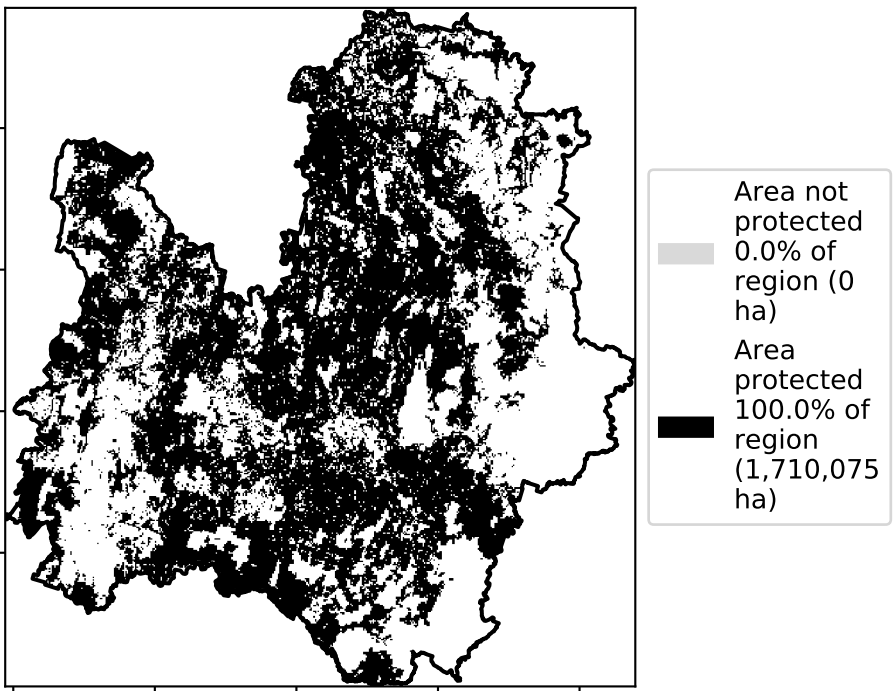 Area not
protected
0.0% of
region (0
ha)
Area
protected
100.0% of
region
(1,710,075
ha)